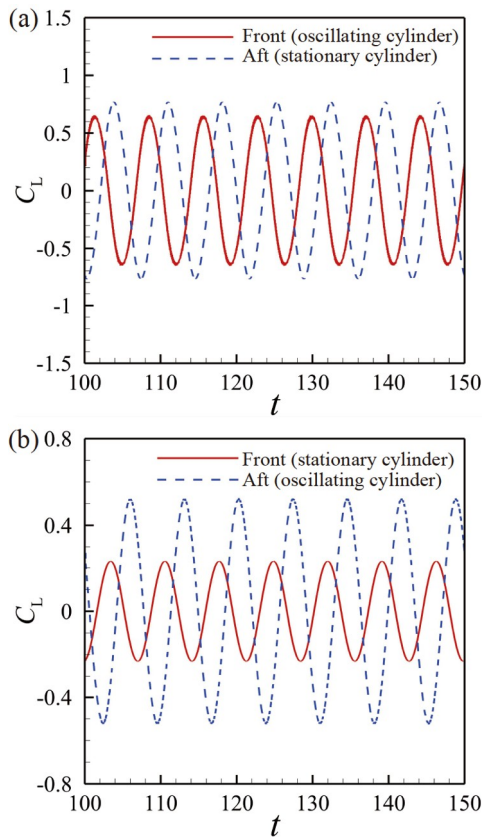 (a)
1.5
Front (oscillating cylinder)
Aft (stationary cylinder)
1
0.5
0
-0.5
-1
-1.5
C_L
100 110 120 130 140 150
t
(b)
0.8
Front (stationary cylinder)
Aft (oscillating cylinder)
0.4
0
-0.4
-0.8
C_L
100 110 120 130 140 150
t